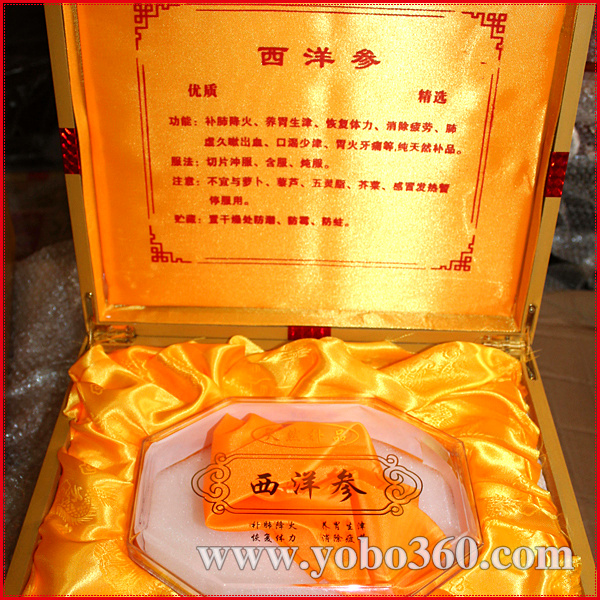 西洋参
优质 精选
功能：补肺降火、养胃生津、恢复体力、消除疲劳、肺
虚久嗽出血、口渴少津、胃火牙痛等,纯天然补品。
服法：切片冲服、含服、炖服。
注意：不宜与萝卜、藜芦、五灵脂、芥菜、感冒发热暂
停服用。
贮藏：置干燥处防潮、防霉、防蛀。
西洋参
补肺降火 养胃生津
恢复体力 消除疲
www.yobo360.com